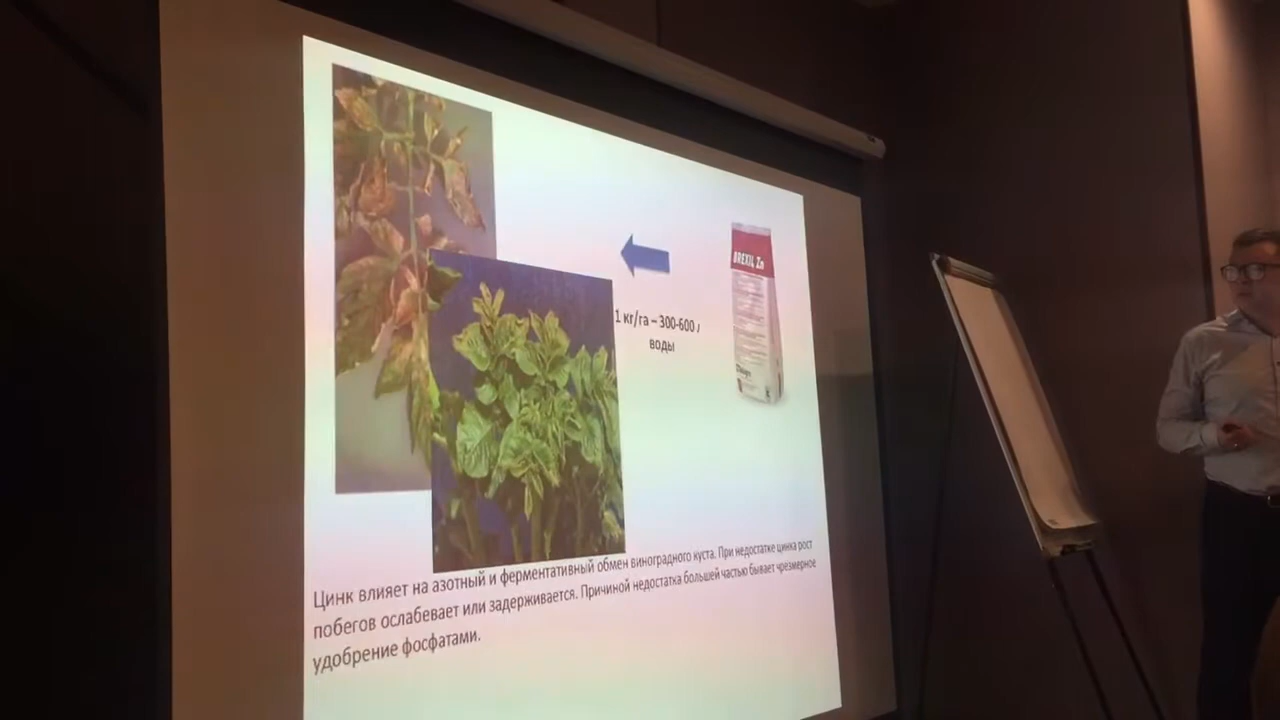 BREXIL Zn
1 кг/га – 300-600 л
воды
Цинк влияет на азотный и ферментативный обмен виноградного куста. При недостатке цинка рост
побегов ослабевает или задерживается. Причиной недостатка большей частью бывает чрезмерное
удобрение фосфатами.